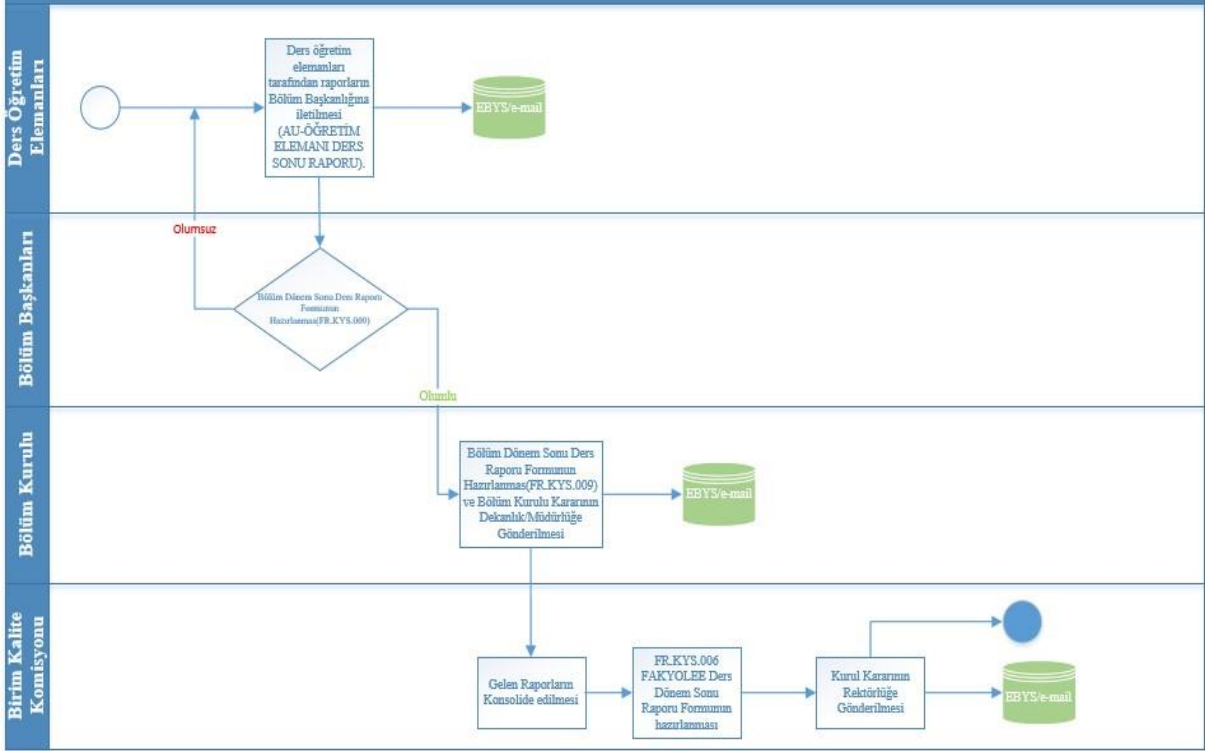 Ders Öğretim
Elemanları
Ders öğretim
elemanları
tarafından raporların
Bölüm Başkanlığına
iletilmesi
(AU-ÖĞRETİM
ELEMANI DERS
SONU RAPORU).
EBYS/e-mail
Olumsuz
Bölüm Başkanları
Bölüm Dönem Sonu Ders Raporu
Formunun
Hazırlanmas(FR.KYS.009)
Olumlu
Bölüm Kurulu
Bölüm Dönem Sonu Ders
Raporu Formunun
Hazırlanmas(FR.KYS.009)
ve Bölüm Kurulu Kararının
Dekanlık/Müdürlüğe
Gönderilmesi
EBYS/e-mail
Birim Kalite
Komisyonu
Gelen Raporların
Konsolide edilmesi
FR.KYS.006
FAKYOLEE Ders
Dönem Sonu
Raporu Formunun
hazırlanması
Kurul Kararının
Rektörlüğe
Gönderilmesi
EBYS/e-mail